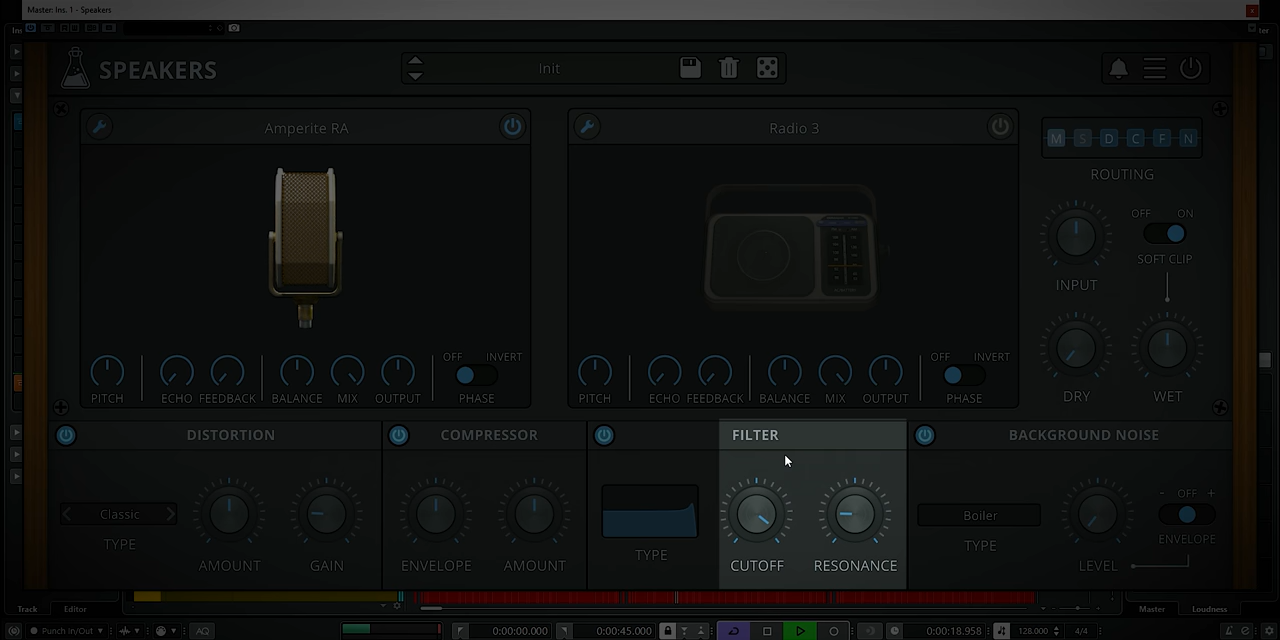 Master: Ins. 1 - Speakers
SPEAKERS
Init
Amperite RA
Radio 3
M S D C F N
ROUTING
OFF ON
SOFT CLIP
INPUT
DRY WET
OFF INVERT
PITCH ECHO FEEDBACK BALANCE MIX OUTPUT PHASE
OFF INVERT
PITCH ECHO FEEDBACK BALANCE MIX OUTPUT PHASE
DISTORTION
COMPRESSOR
FILTER
BACKGROUND NOISE
Classic
TYPE
AMOUNT GAIN
ENVELOPE AMOUNT
TYPE
CUTOFF RESONANCE
Boiler
TYPE
LEVEL
- OFF +
ENVELOPE
Track Editor
Master Loudness
Punch In/Out
AQ
0:00:00.000
0:00:45.000
0:00:18.958
128.000
4/4